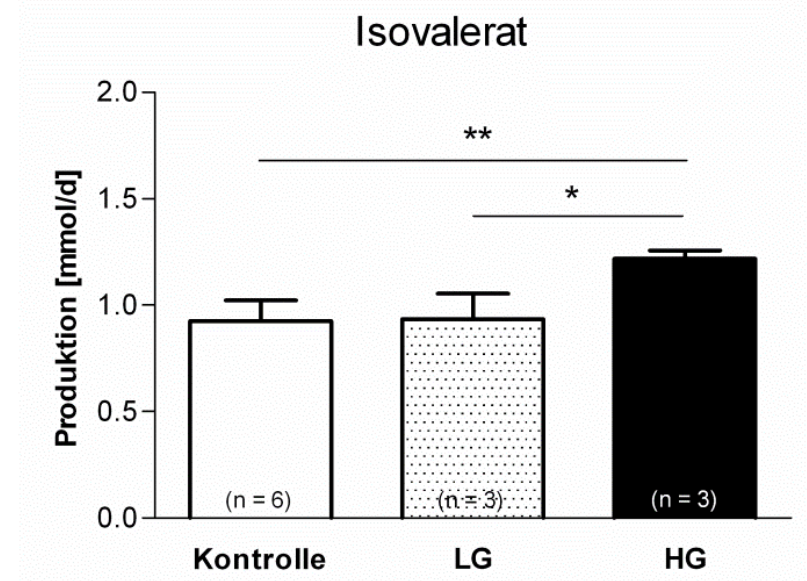 Isovalerat
Produktion [mmol/d]
2.0
1.5
1.0
0.5
0.0
**
*
(n = 6)
(n = 3)
(n = 3)
Kontrolle
LG
HG